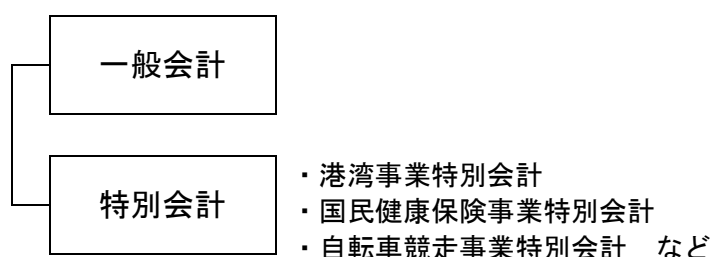 一般会計
特別会計
・港湾事業特別会計
・国民健康保険事業特別会計
・自転車競走事業特別会計　など